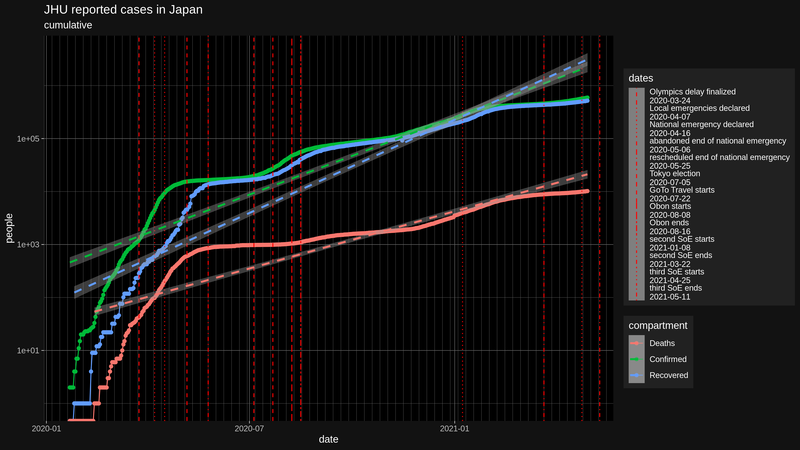 JHU reported cases in Japan
cumulative
people
1e+05
1e+03
1e+01
2020-01
2020-07
2021-01
date
dates
Olympics delay finalized
2020-03-24
Local emergencies declared
2020-04-07
National emergency declared
2020-04-16
abandoned end of national emergency
2020-05-06
rescheduled end of national emergency
2020-05-25
Tokyo election
2020-07-05
GoTo Travel starts
2020-07-22
Obon starts
2020-08-08
Obon ends
2020-08-16
second SoE starts
2021-01-08
second SoE ends
2021-03-22
third SoE starts
2021-04-25
third SoE ends
2021-05-11
compartment
Deaths
Confirmed
Recovered